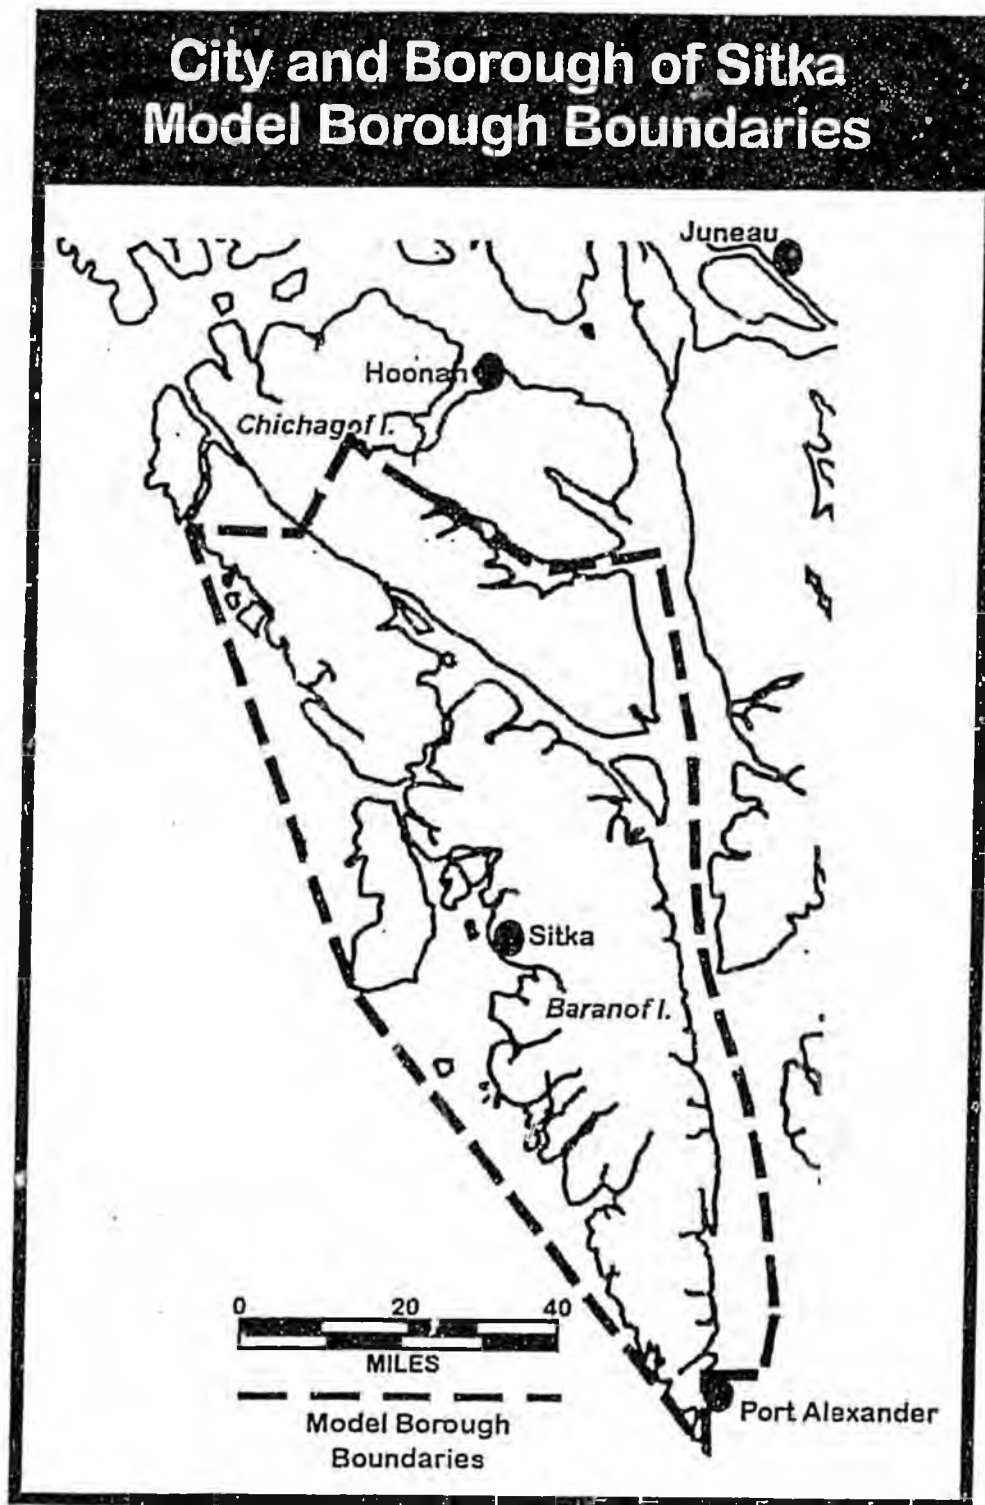 City and Borough of Sitka
Model Borough Boundaries
Juneau
Hoonah
Chichagof I.
Sitka
Baranof I.
0 20 40
MILES
Model Borough
Boundaries
Port Alexander